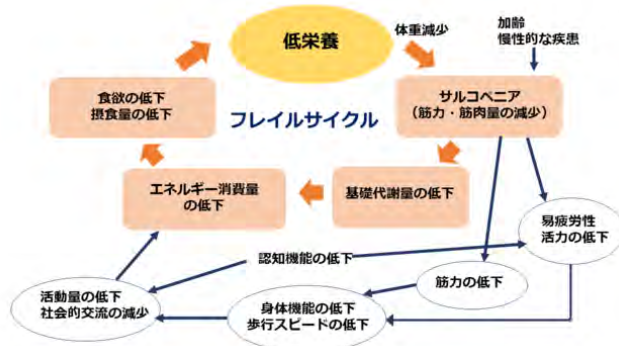 低栄養
体重減少
加齢
慢性的な疾患
食欲の低下
摂食量の低下
フレイルサイクル
サルコペニア
(筋力・筋肉量の減少)
エネルギー消費量
の低下
基礎代謝量の低下
易疲労性
活力の低下
認知機能の低下
筋力の低下
活動量の低下
社会的交流の減少
身体機能の低下
歩行スピードの低下